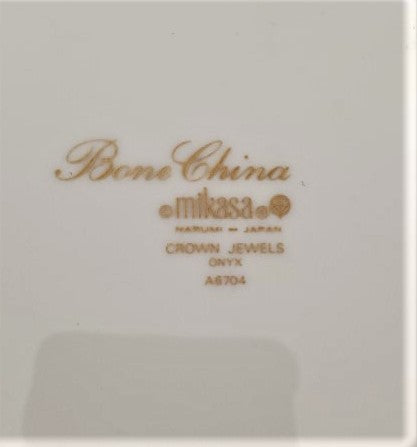 Bone China
©mikasa®
NARUMI – JAPAN
CROWN JEWELS
ONYX
A6704